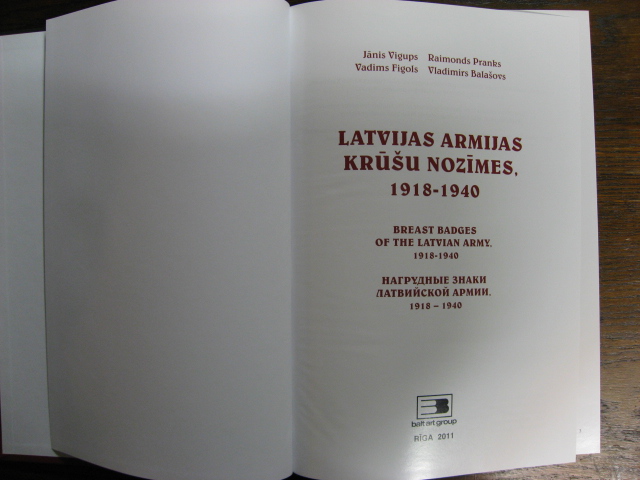 Jānis Vigups Raimonds Pranks
Vadims Figols Vladimirs Balašovs
LATVIJAS ARMIJAS
KRŪŠU NOZĪMES,
1918-1940
BREAST BADGES
OF THE LATVIAN ARMY,
1918-1940
НАГРУДНЫЕ ЗНАКИ
ЛАТВИЙСКОЙ АРМИИ,
1918 – 1940
balt art group
RĪGA 2011